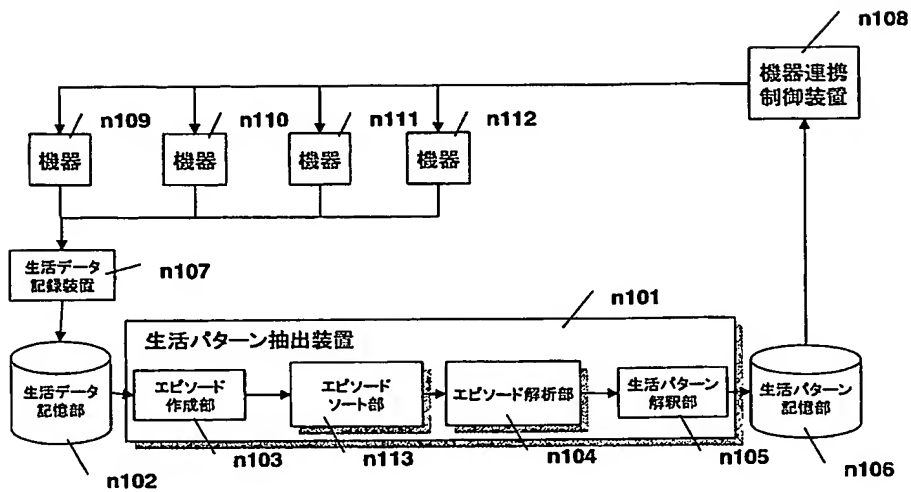 n108
機器連携
制御装置
n109
n110
n111
n112
機器
機器
機器
機器
生活データ
記録装置
n107
n101
生活パターン抽出装置
生活データ
記憶部
エピソード
作成部
エピソード
ソート部
エピソード解析部
生活パターン
解釈部
生活パターン
記憶部
n102
n103
n113
n104
n105
n106